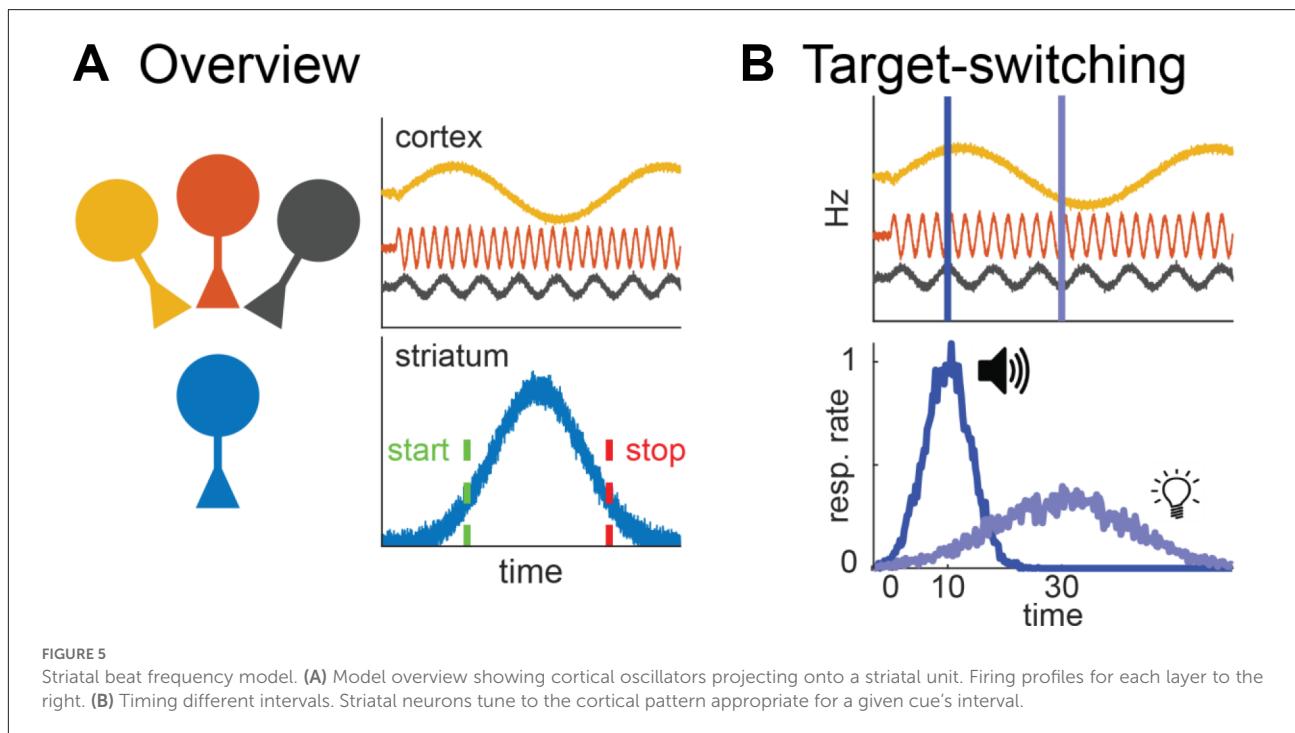 A Overview
cortex
striatum
start
stop
time
B Target-switching
Hz
resp. rate
1
0
0 10 30
time
FIGURE 5
Striatal beat frequency model. (A) Model overview showing cortical oscillators projecting onto a striatal unit. Firing profiles for each layer to the
right. (B) Timing different intervals. Striatal neurons tune to the cortical pattern appropriate for a given cue's interval.